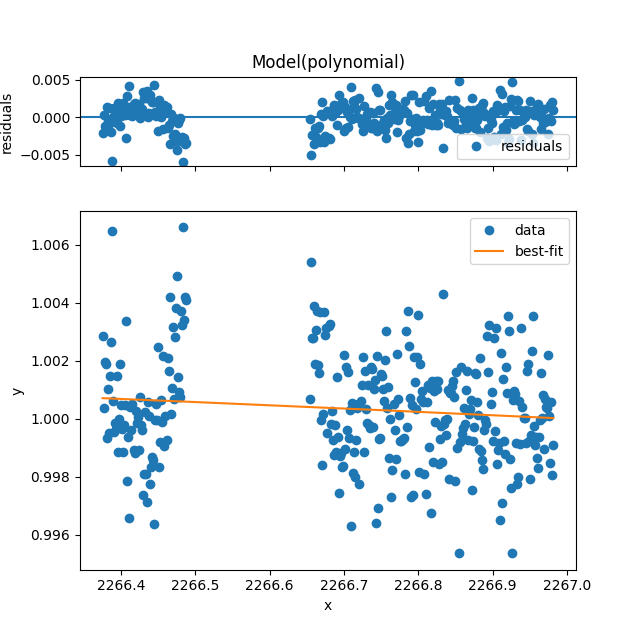 Model(polynomial)
residuals
0.005
0.000
−0.005
residuals
y
1.006
1.004
1.002
1.000
0.998
0.996
data
best-fit
2266.4 2266.5 2266.6 2266.7 2266.8 2266.9 2267.0
x